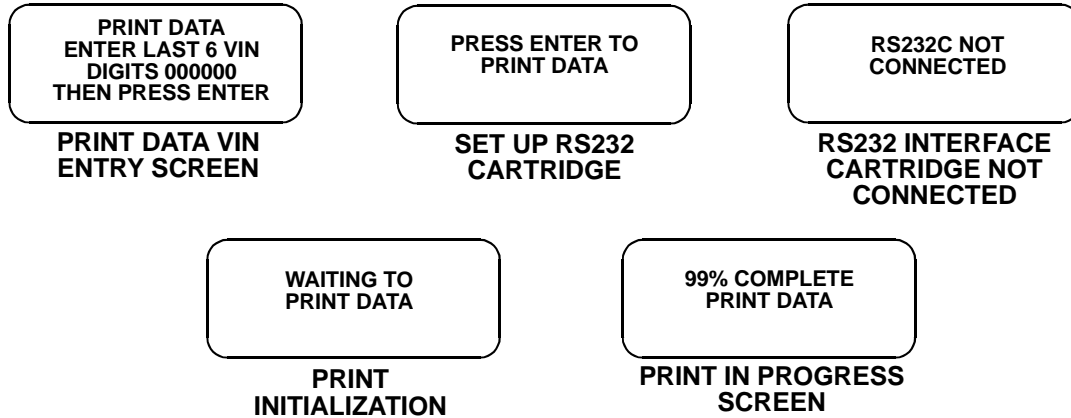 PRINT DATA
ENTER LAST 6 VIN
DIGITS 000000
THEN PRESS ENTER
PRINT DATA VIN
ENTRY SCREEN
PRESS ENTER TO
PRINT DATA
SET UP RS232
CARTRIDGE
RS232C NOT
CONNECTED
RS232 INTERFACE
CARTRIDGE NOT
CONNECTED
WAITING TO
PRINT DATA
PRINT
INITIALIZATION
99% COMPLETE
PRINT DATA
PRINT IN PROGRESS
SCREEN